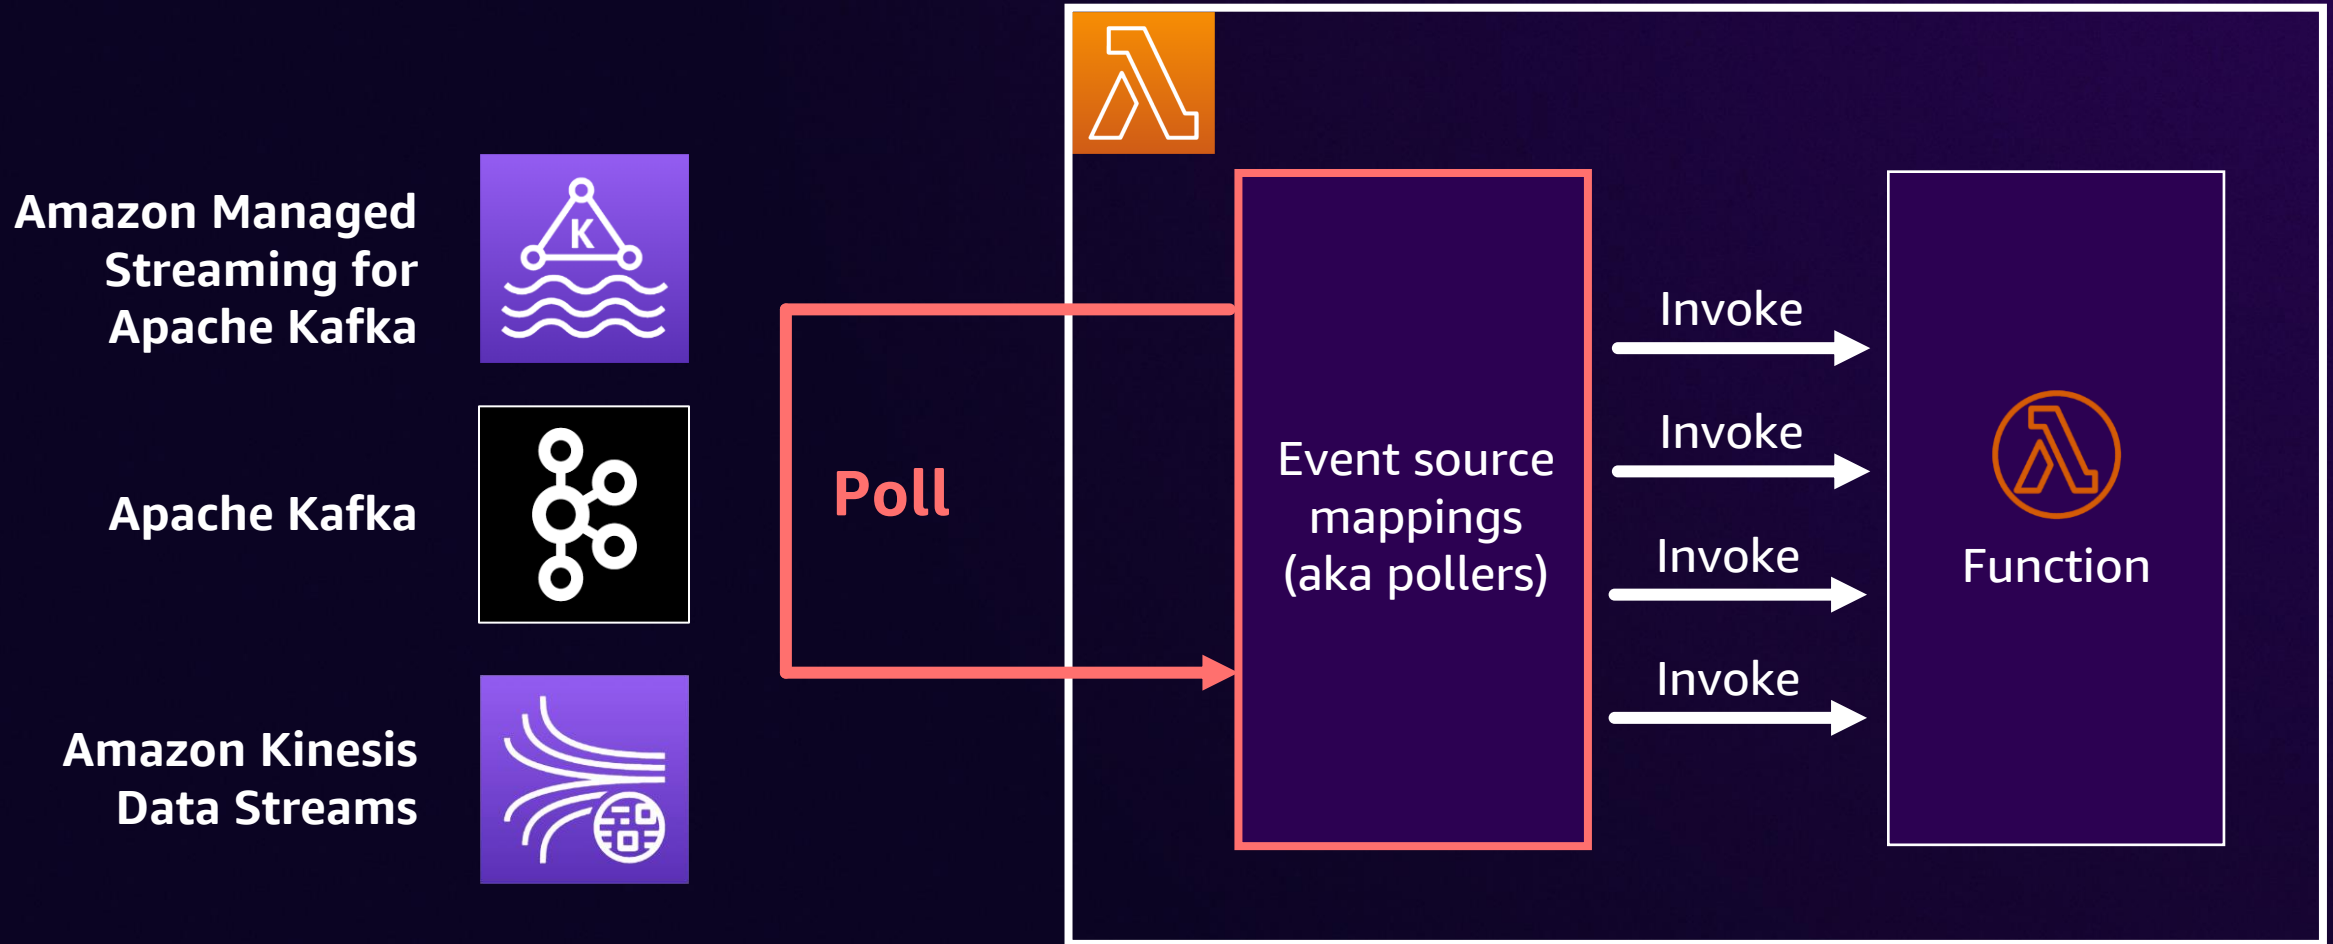 Amazon Managed
Streaming for
Apache Kafka
K
Apache Kafka
Amazon Kinesis
Data Streams
Poll
Event source
mappings
(aka pollers)
Invoke
Invoke
Invoke
Invoke
Function